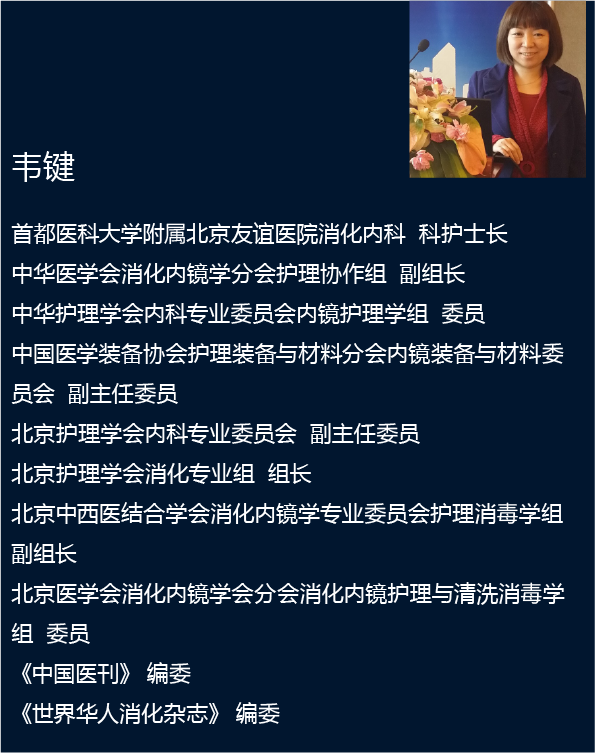 韦键
首都医科大学附属北京友谊医院消化内科 科护士长
中华医学会消化内镜学分会护理协作组 副组长
中华护理学会内科专业委员会内镜护理学组 委员
中国医学装备协会护理装备与材料分会内镜装备与材料委
员会 副主任委员
北京护理学会内科专业委员会 副主任委员
北京护理学会消化专业组 组长
北京中西医结合学会消化内镜学专业委员会护理消毒学组
副组长
北京医学会消化内镜学会分会消化内镜护理与清洗消毒学
组 委员
《中国医刊》 编委
《世界华人消化杂志》 编委